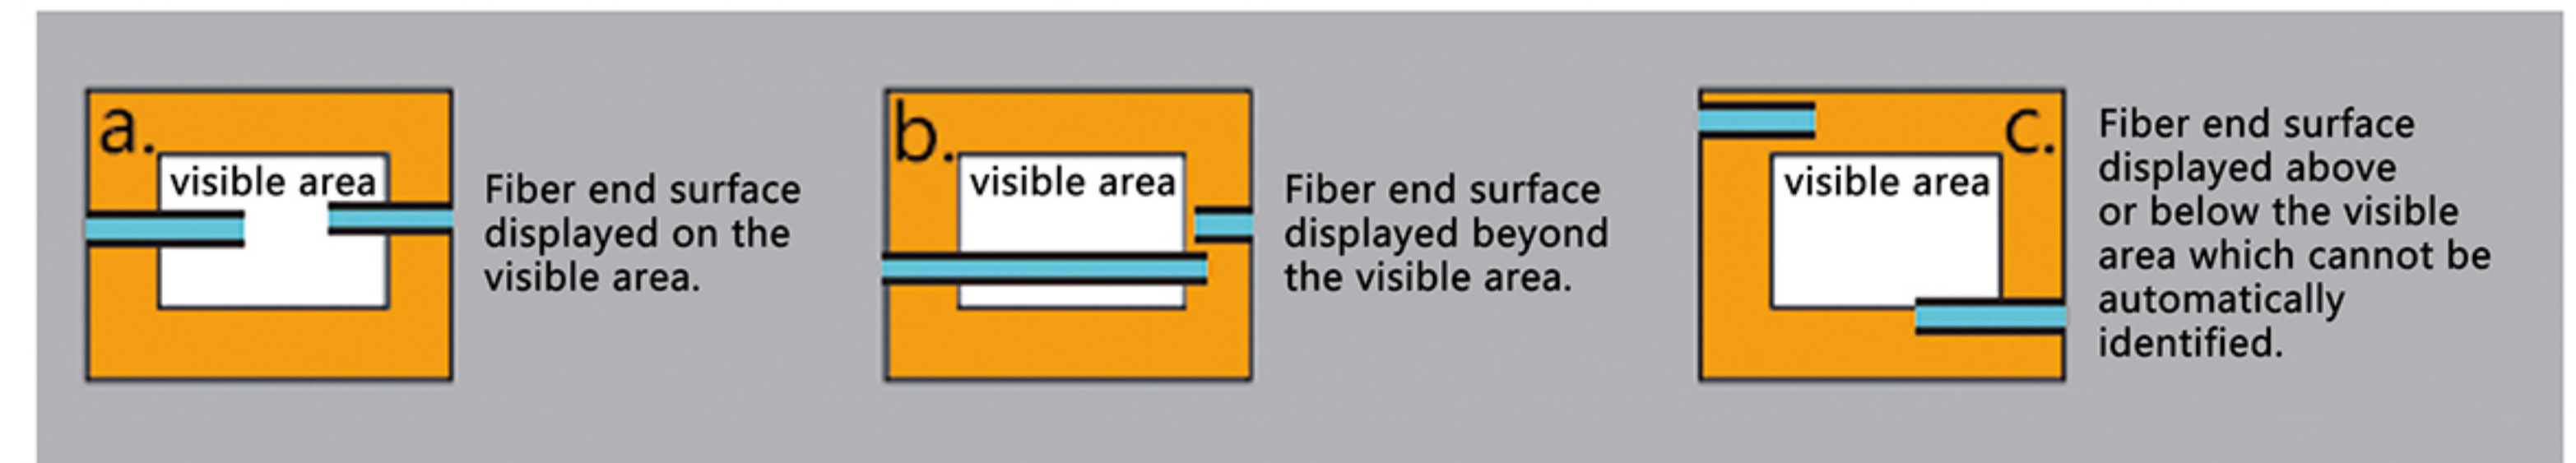 a.
visible area
Fiber end surface
displayed on the
visible area.
b.
visible area
Fiber end surface
displayed beyond
the visible area.
c.
visible area
Fiber end surface
displayed above
or below the visible
area which cannot be
automatically
identified.